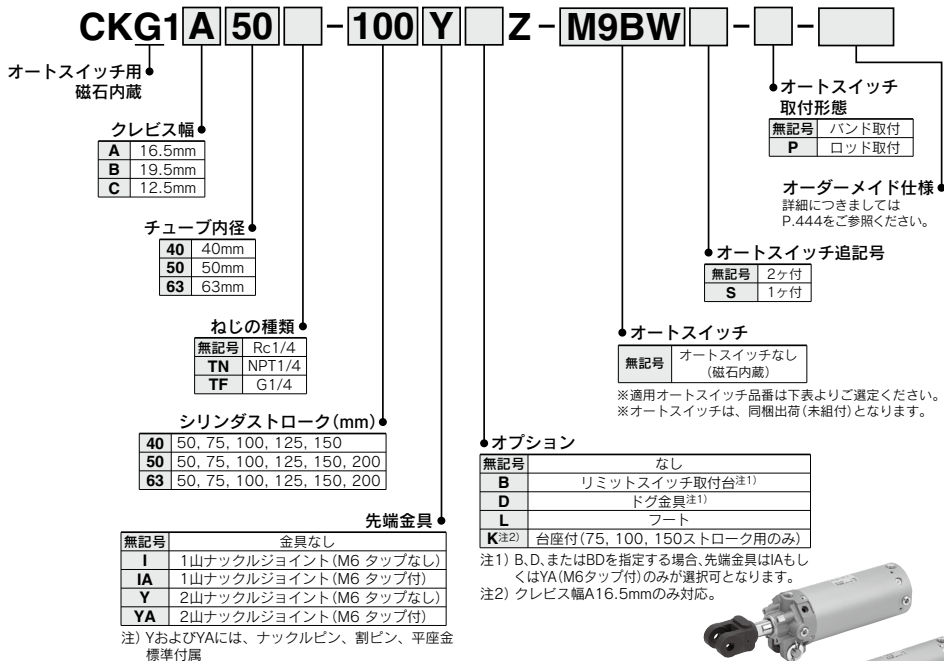 CKG1 A 50 - 100 Y Z - M9BW - -
オートスイッチ用
磁石内蔵
クレビス幅
A 16.5mm
B 19.5mm
C 12.5mm
チューブ内径
40 40mm
50 50mm
63 63mm
ねじの種類
無記号 Rc1/4
TN NPT1/4
TF G1/4
シリンダストローク(mm)
40 50, 75, 100, 125, 150
50 50, 75, 100, 125, 150, 200
63 50, 75, 100, 125, 150, 200
先端金具
無記号 金具なし
I 1山ナックルジョイント(M6 タップなし)
IA 1山ナックルジョイント(M6 タップ付)
Y 2山ナックルジョイント(M6 タップなし)
YA 2山ナックルジョイント(M6 タップ付)
注) YおよびYAには、ナックルピン、割ピン、平座金
標準付属
オートスイッチ
取付形態
無記号 バンド取付
P ロッド取付
オーダーメイド仕様
詳細につきましては
P.444をご参照ください。
オートスイッチ追記号
無記号 2ヶ付
S 1ヶ付
オートスイッチ
無記号 オートスイッチなし
(磁石内蔵)
※適用オートスイッチ品番は下表よりご選定ください。
※オートスイッチは、同梱出荷(未組付)となります。
オプション
無記号 なし
B リミットスイッチ取付台注1)
D ドグ金具注1)
L フート
K注2) 台座付(75, 100, 150ストローク用のみ)
注1) B、D、またはBDを指定する場合、先端金具はIAもし
くはYA(M6タップ付)のみが選択可となります。
注2) クレビス幅A16.5mmのみ対応。